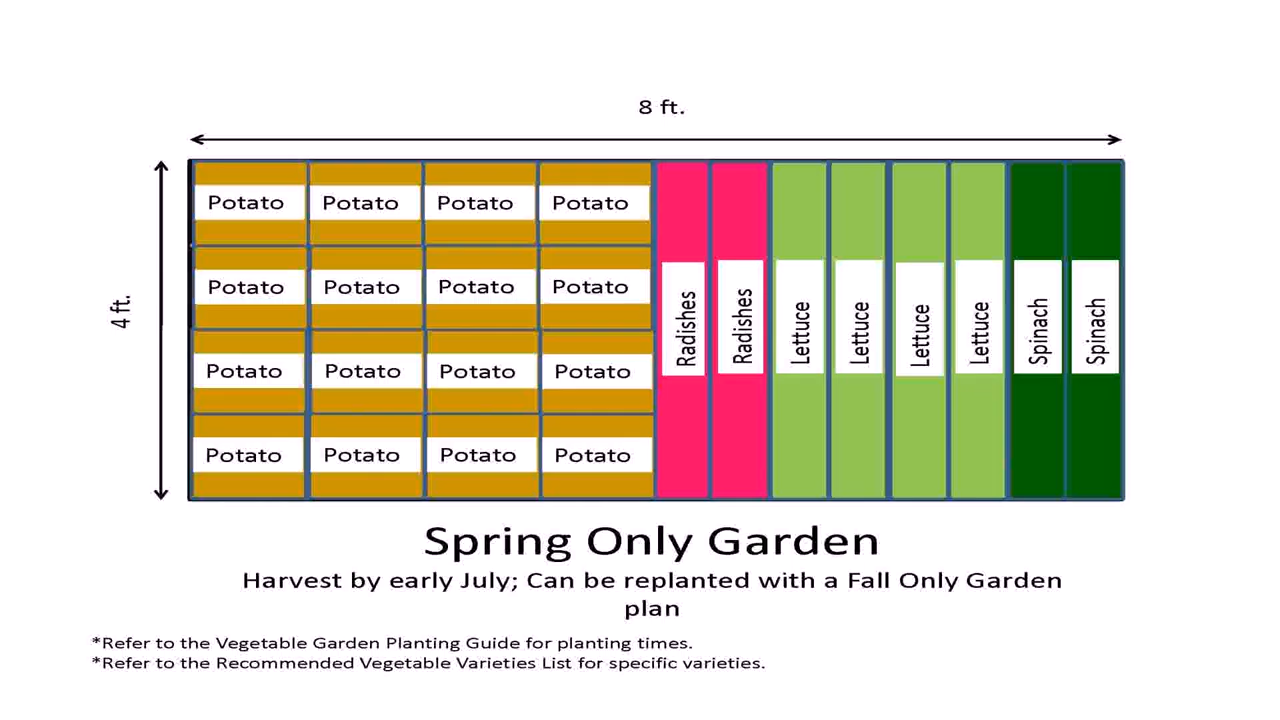 8 ft.
4 ft.
Potato Potato Potato Potato
Potato Potato Potato Potato
Potato Potato Potato Potato
Potato Potato Potato Potato
Radishes
Radishes
Lettuce
Lettuce
Lettuce
Lettuce
Spinach
Spinach
Spring Only Garden
Harvest by early July; Can be replanted with a Fall Only Garden
plan
*Refer to the Vegetable Garden Planting Guide for planting times.
*Refer to the Recommended Vegetable Varieties List for specific varieties.